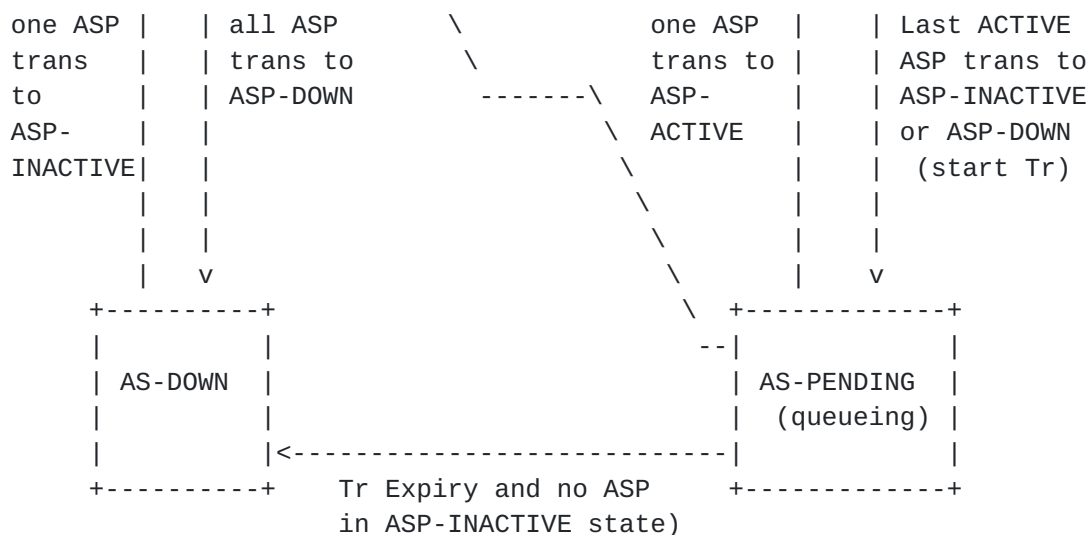 one ASP |   | all ASP      \            one ASP |    | Last ACTIVE
trans   |   | trans to      \           trans to |    | ASP trans to
to      |   | ASP-DOWN        -------\   ASP-    |    | ASP-INACTIVE
ASP-    |   |                         \  ACTIVE  |    | or ASP-DOWN
INACTIVE|   |                          \         |    |  (start Tr)
        |   |                           \        |    |
        |   |                            \       |    |
        |   v                             \      |    v
     +----------+                          \  +-------------+
     |          |                           --|             |
     | AS-DOWN  |                             | AS-PENDING  |
     |          |                             |  (queueing) |
     |          |<----------------------------|             |
     +----------+    Tr Expiry and no ASP     +-------------+
                     in ASP-INACTIVE state)